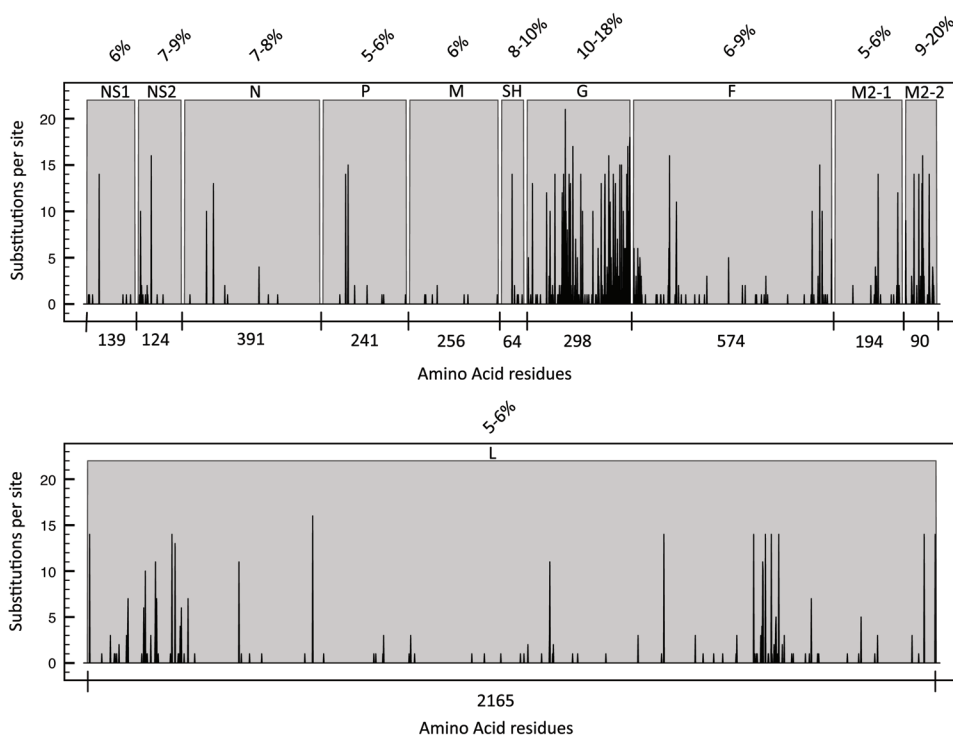 6% 7-9% 7-8% 5-6% 6% 8-10% 10-18% 6-9% 5-6% 9-20%
NS1 NS2 N P M SH G F M2-1 M2-2
Substitutions per site
20
15
10
5
0
139 124 391 241 256 64 298 574 194 90
Amino Acid residues
5-6%
L
Substitutions per site
20
15
10
5
0
2165
Amino Acid residues